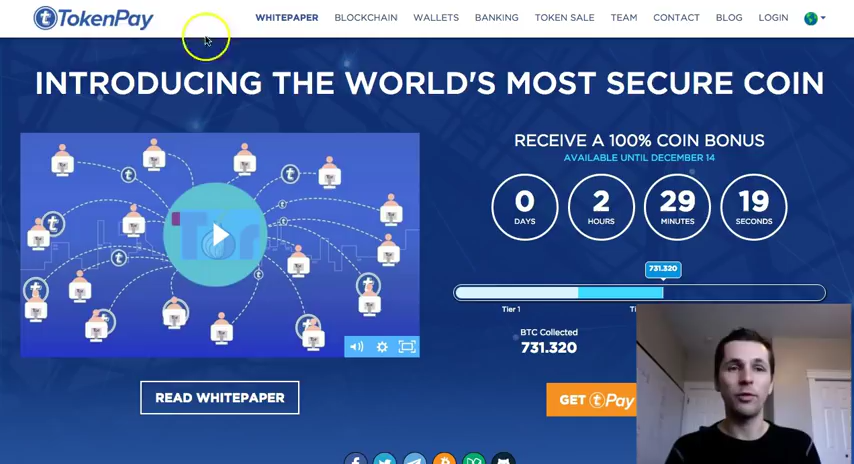 TokenPay
WHITEPAPER BLOCKCHAIN WALLETS BANKING TOKEN SALE TEAM CONTACT BLOG LOGIN
INTRODUCING THE WORLD'S MOST SECURE COIN
RECEIVE A 100% COIN BONUS
AVAILABLE UNTIL DECEMBER 14
0 2 29 19
DAYS HOURS MINUTES SECONDS
Tor
731.320
Tier 1
BTC Collected
731.320
READ WHITEPAPER
GET tPay